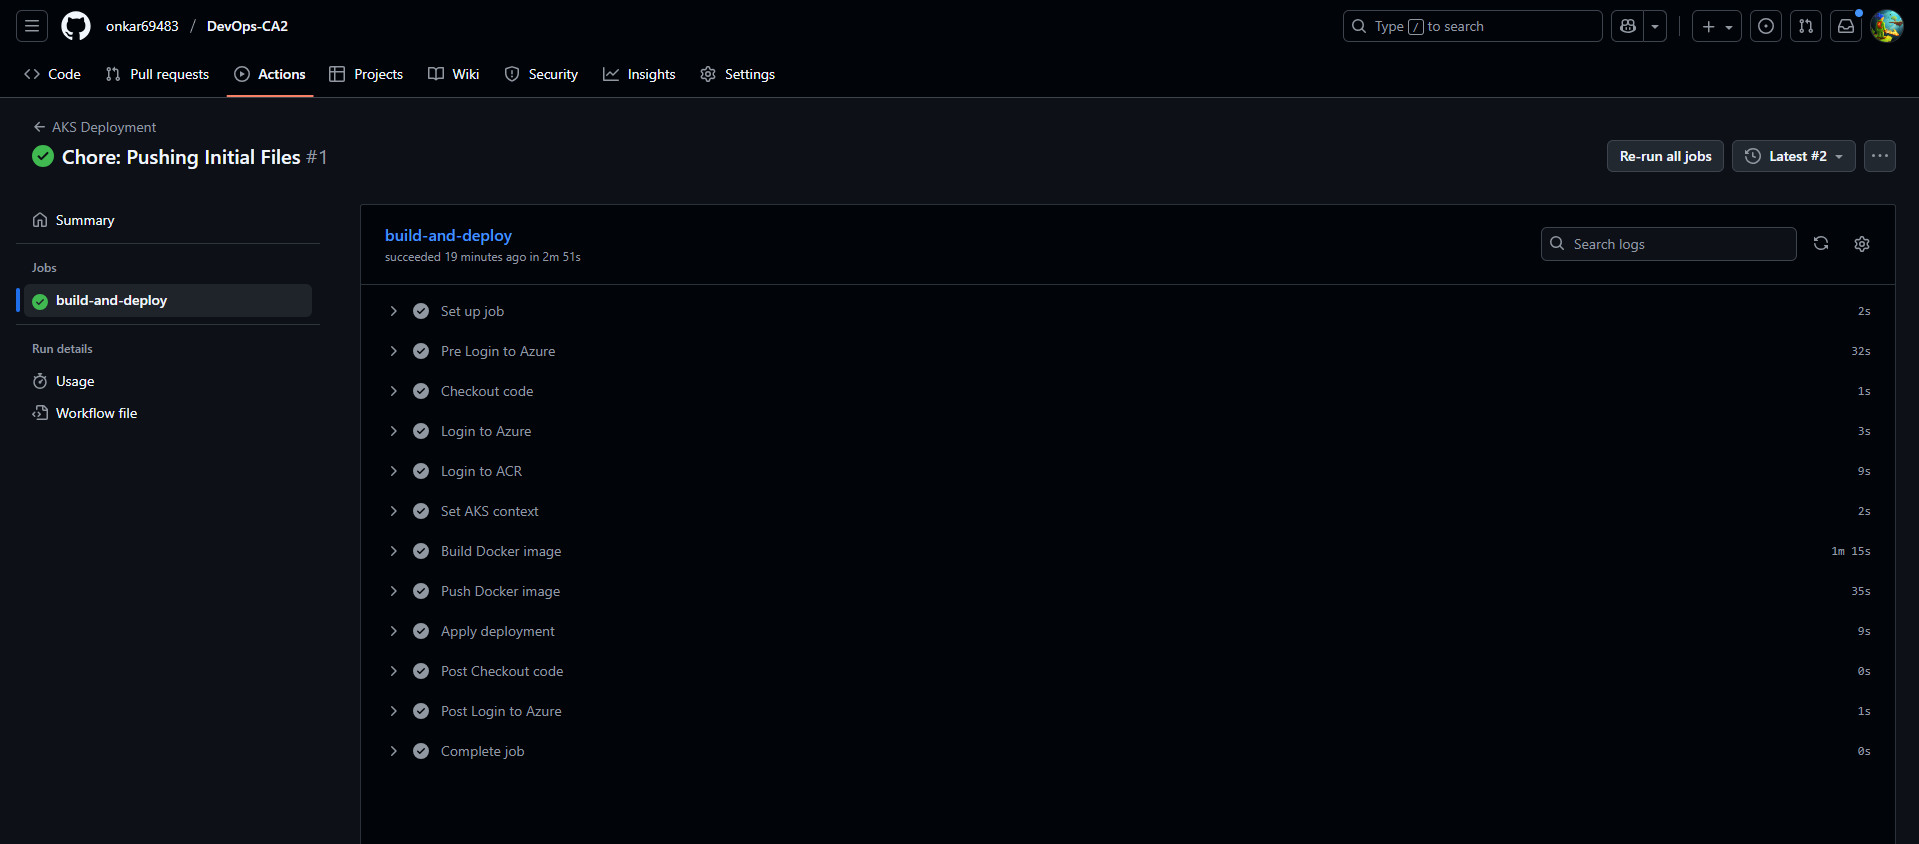 onkar69483 / DevOps-CA2
Type / to search
Code Pull requests Actions Projects Wiki Security Insights Settings
AKS Deployment
Chore: Pushing Initial Files #1
Re-run all jobs Latest #2
Summary
Jobs
build-and-deploy
Run details
Usage
Workflow file
build-and-deploy
succeeded 19 minutes ago in 2m 51s
Search logs
Set up job 2s
Pre Login to Azure 32s
Checkout code 1s
Login to Azure 3s
Login to ACR 9s
Set AKS context 2s
Build Docker image 1m 15s
Push Docker image 35s
Apply deployment 9s
Post Checkout code 0s
Post Login to Azure 1s
Complete job 0s